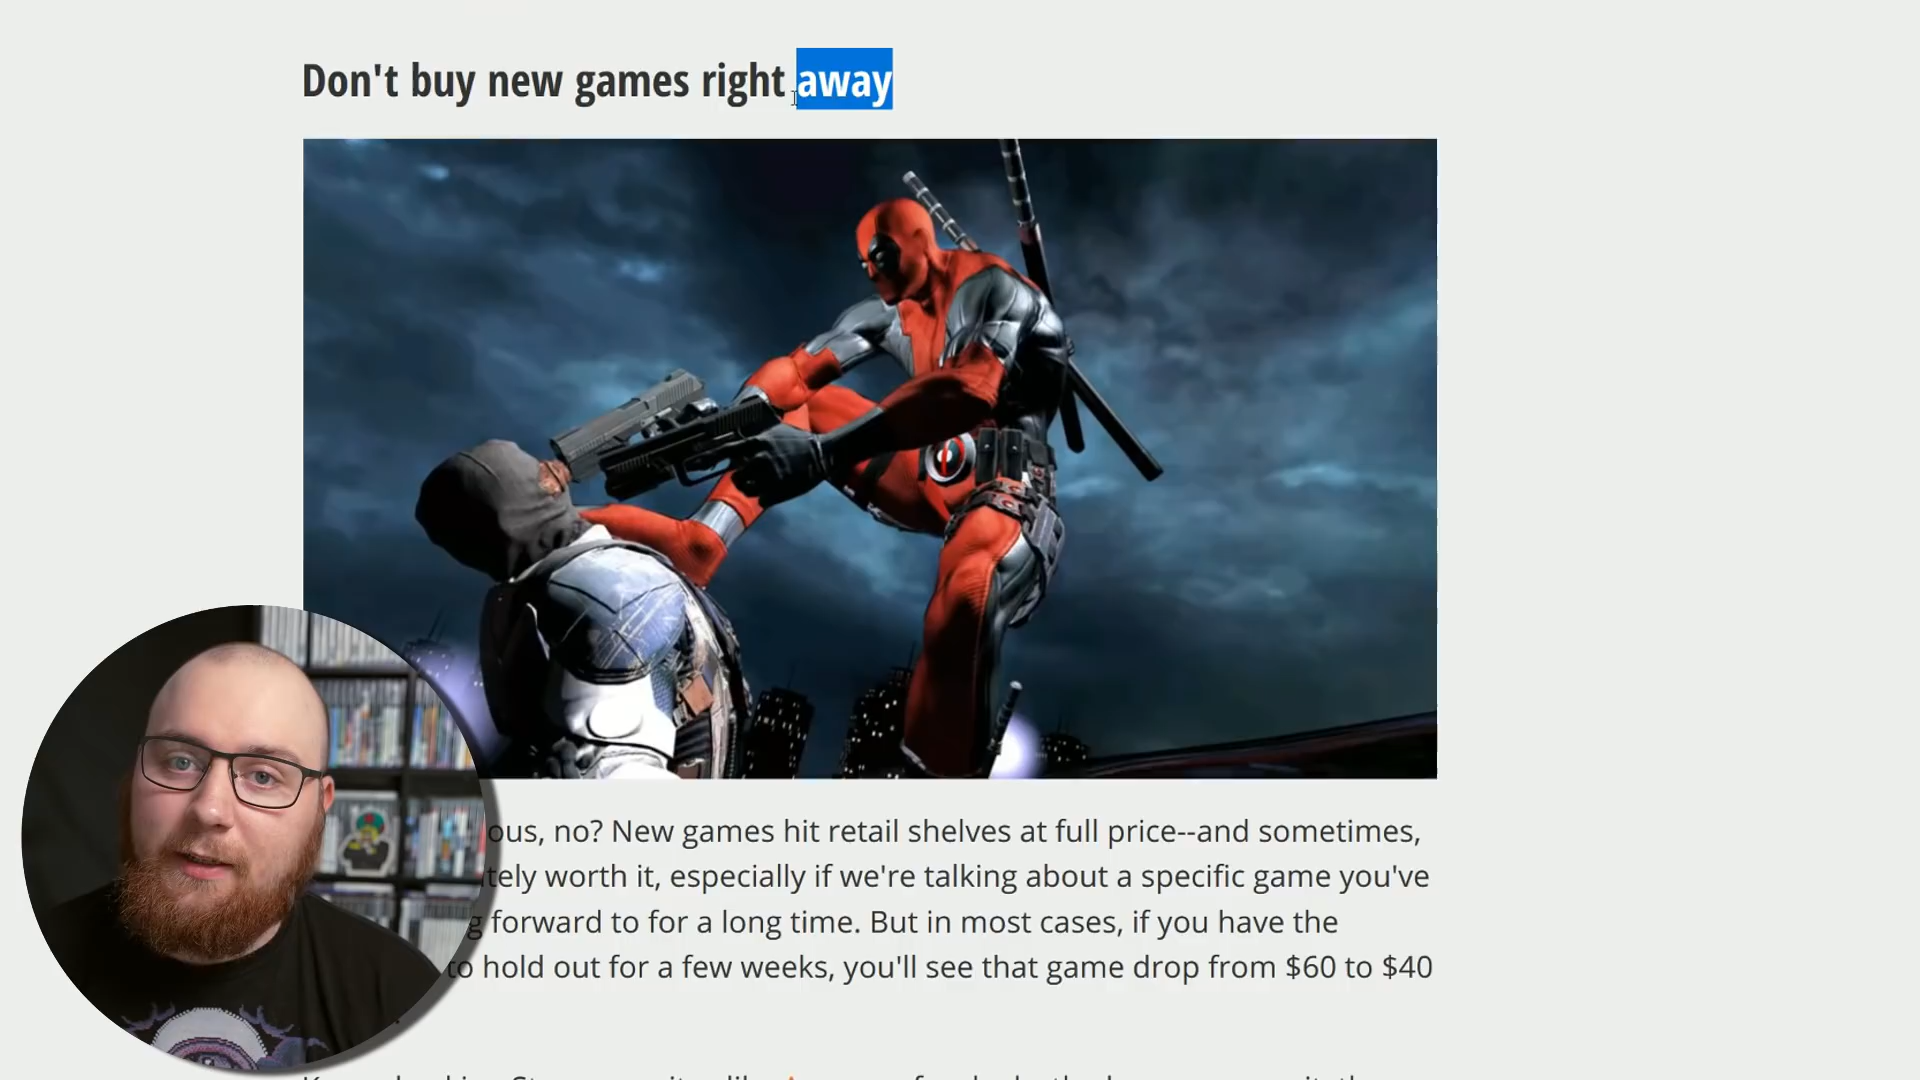 Don't buy new games right away
ous, no? New games hit retail shelves at full price--and sometimes,
tely worth it, especially if we're talking about a specific game you've
g forward to for a long time. But in most cases, if you have the
to hold out for a few weeks, you'll see that game drop from $60 to $40